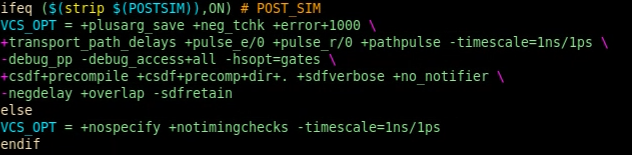 ifeq ($(strip $(POSTSIM)),ON) # POST_SIM
VCS_OPT = +plusarg_save +neg_tchk +error+1000 \
+transport_path_delays +pulse_e/0 +pulse_r/0 +pathpulse -timescale=1ns/1ps \
-debug_pp -debug_access+all -hsopt=gates \
+csdf+precompile +csdf+precomp+dir+. +sdfverbose +no_notifier \
-negdelay +overlap -sdfretain
else
VCS_OPT = +nospecify +notimingchecks -timescale=1ns/1ps
endif